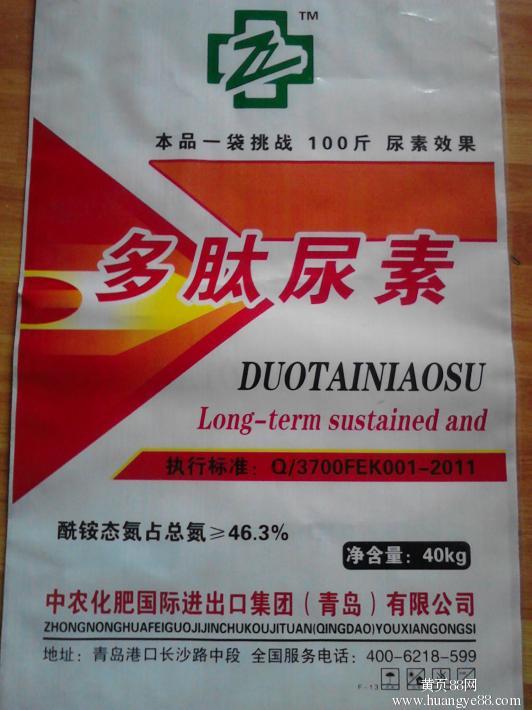 TM
本品一袋挑战 100斤 尿素效果
多肽尿素
DUOTAINIAOSU
Long-term sustained and
执行标准：Q/3700FEK001-2011
酰铵态氮占总氮≥46.3%
净含量：40kg
中农化肥国际进出口集团（青岛）有限公司
ZHONGNONGHUAFEIGUOJIJINCHUKOUJITUAN(QINGDAO)YOUXIANGONGSI
地址：青岛港口长沙路中段 全国服务电话：400-6218-599
F-13
黄页88网
www.huangye88.com